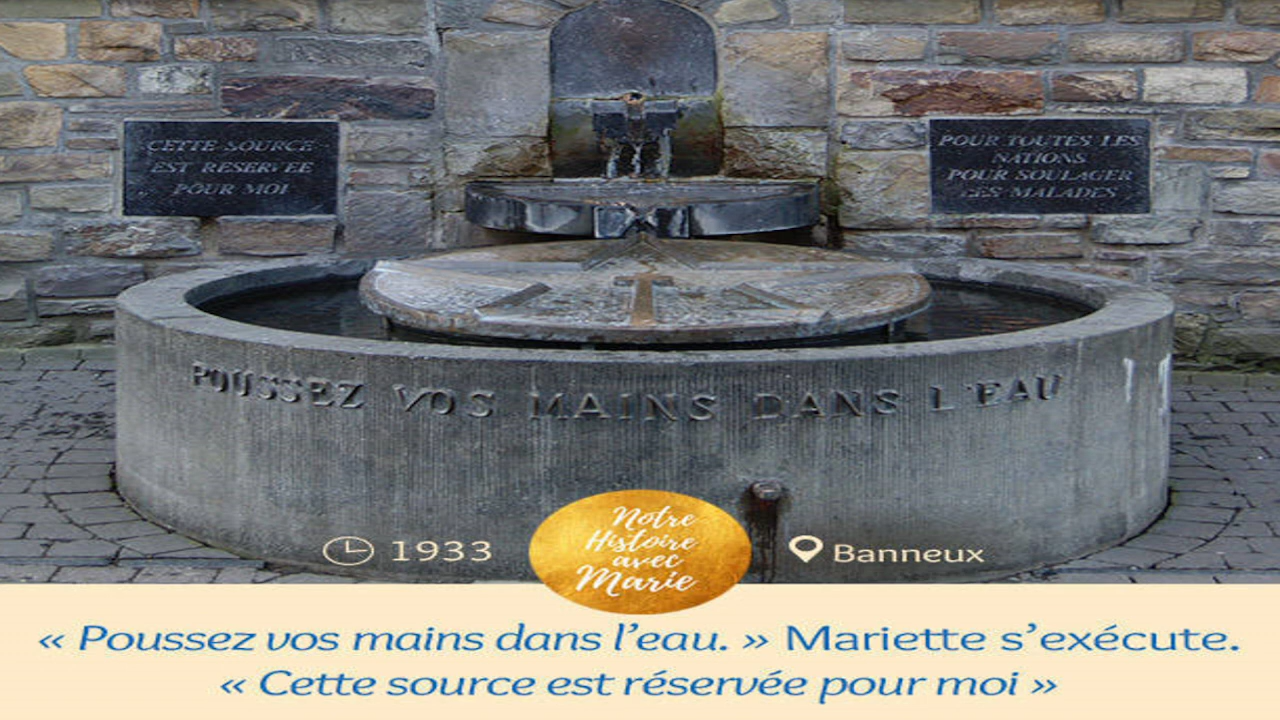 CETTE SOURCE
EST RESERVEE
POUR MOI
POUR TOUTES LES
NATIONS
POUR SOULAGER
LES MALADES
POUSSEZ VOS MAINS DANS L'EAU
1933
Notre
Histoire
avec
Marie
Banneux
« Poussez vos mains dans l'eau. » Mariette s'exécute.
« Cette source est réservée pour moi »